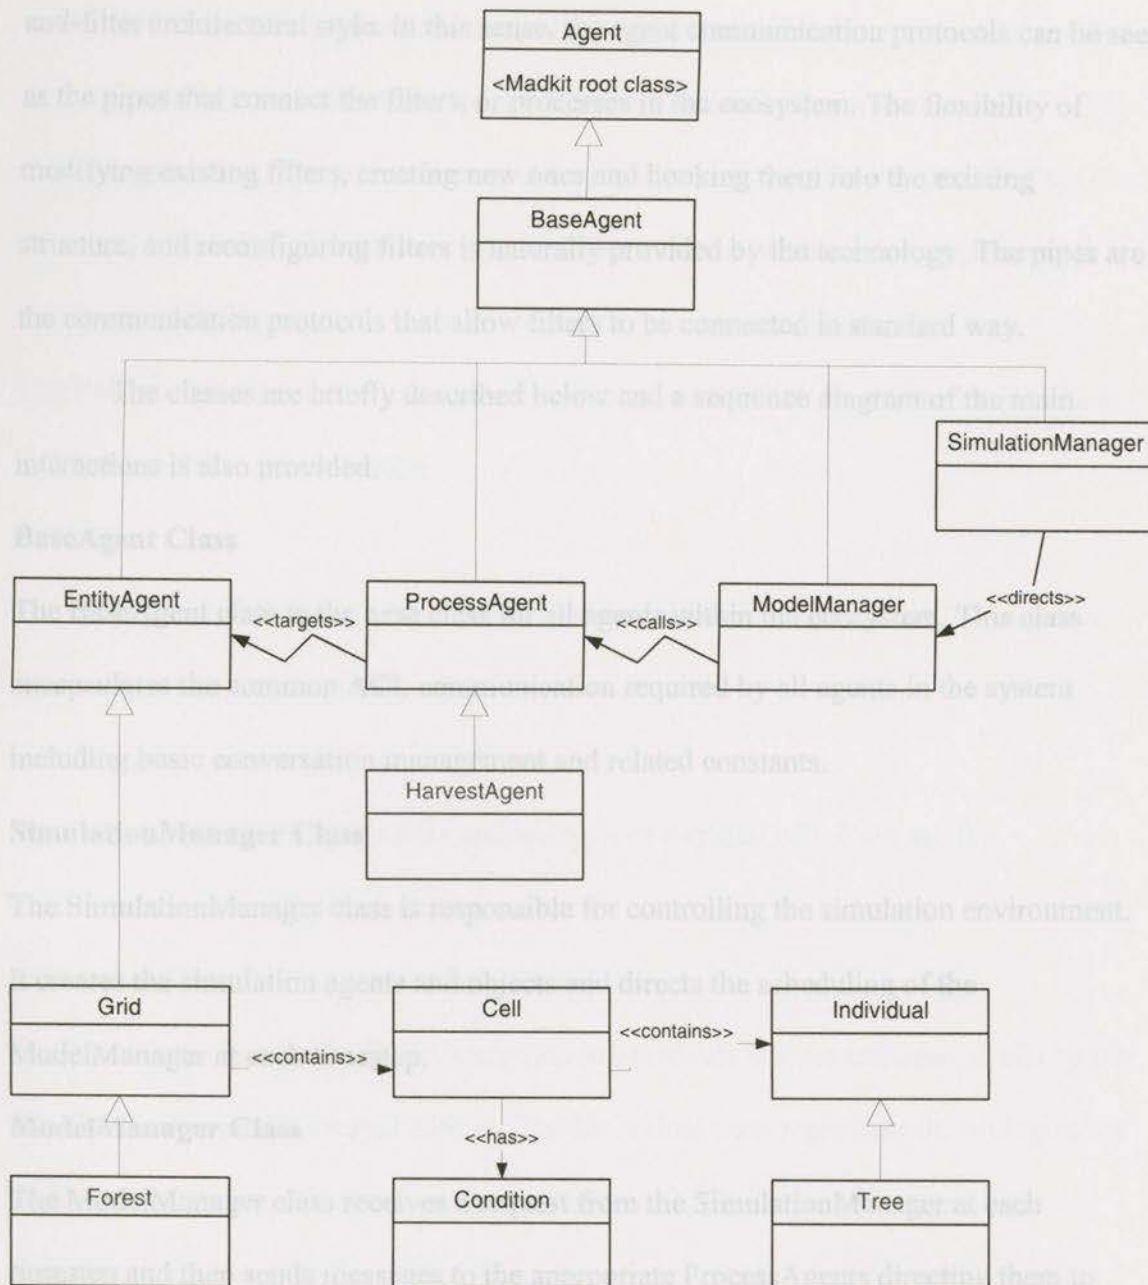 and-filter architectural style. In this sense, the agent communication protocols can be see
Agent
<Madkit root class>
as the pipes that connect the filters, or processes in the ecosystem. The flexibility of
modifying existing filters, creating new ones and hooking them into the existing
BaseAgent
structure, and reconfiguring filters is naturally provided by the technology. The pipes are
the communication protocols that allow filters to be connected in standard way.
The classes are briefly described below and a sequence diagram of the main
SimulationManager
interactions is also provided.
BaseAgent Class
EntityAgent
ProcessAgent
ModelManager
<<directs>>
<<targets>>
<<calls>>
The agent class is the base class for all agents within the ecosystem. This class
encapsulates the common ACL communication required by all agents in the system
including basic conversation management and related constants.
HarvestAgent
SimulationManager Class
The SimulationManager class is responsible for controlling the simulation environment.
It creates the simulation agents and objects and directs the scheduling of the
Grid
Cell
Individual
<<contains>>
<<contains>>
ModelManager at each timestep.
ModelManager Class
<<has>>
Forest
Condition
Tree
The ModelManager class receives request from the SimulationManager at each
timestep and then sends messages to the appropriate ProcessAgents directing them to